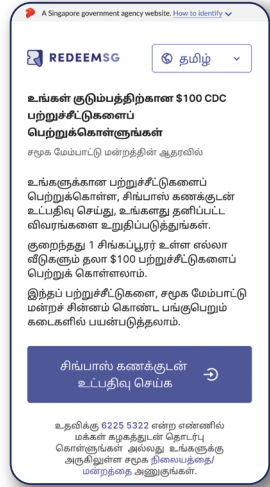 A Singapore government agency website. How to identify
REDEEMSG
தமிழ்
உங்கள் குடும்பத்திற்கான $100 CDC
பற்றுச்சீட்டுகளைப்
பெற்றுக்கொள்ளுங்கள்
சமூக மேம்பாட்டு மன்றத்தின் ஆதரவில்
உங்களுக்கான பற்றுச்சீட்டுகளைப்
பெற்றுக்கொள்ள, சிங்பாஸ் கணக்குடன்
உட்பதிவு செய்து, உங்களது தனிப்பட்ட
விவரங்களை உறுதிப்படுத்துங்கள்.
குறைந்தது 1 சிங்கப்பூரர் உள்ள எல்லா
வீடுகளும் தலா $100 பற்றுச்சீட்டுகளைப்
பெற்றுக் கொள்ளலாம்.
இந்தப் பற்றுச்சீட்டுகளை, சமூக மேம்பாட்டு
மன்றச் சின்னம் கொண்ட பங்குபெறும்
கடைகளில் பயன்படுத்தலாம்.
சிங்பாஸ் கணக்குடன்
உட்பதிவு செய்க
உதவிக்கு 6225 5322 என்ற எண்ணில்
மக்கள் கழகத்துடன் தொடர்பு
கொள்ளுங்கள் அல்லது உங்களுக்கு
அருகிலுள்ள சமூக நிலையத்தை/
மன்றத்தை அணுகுங்கள்.